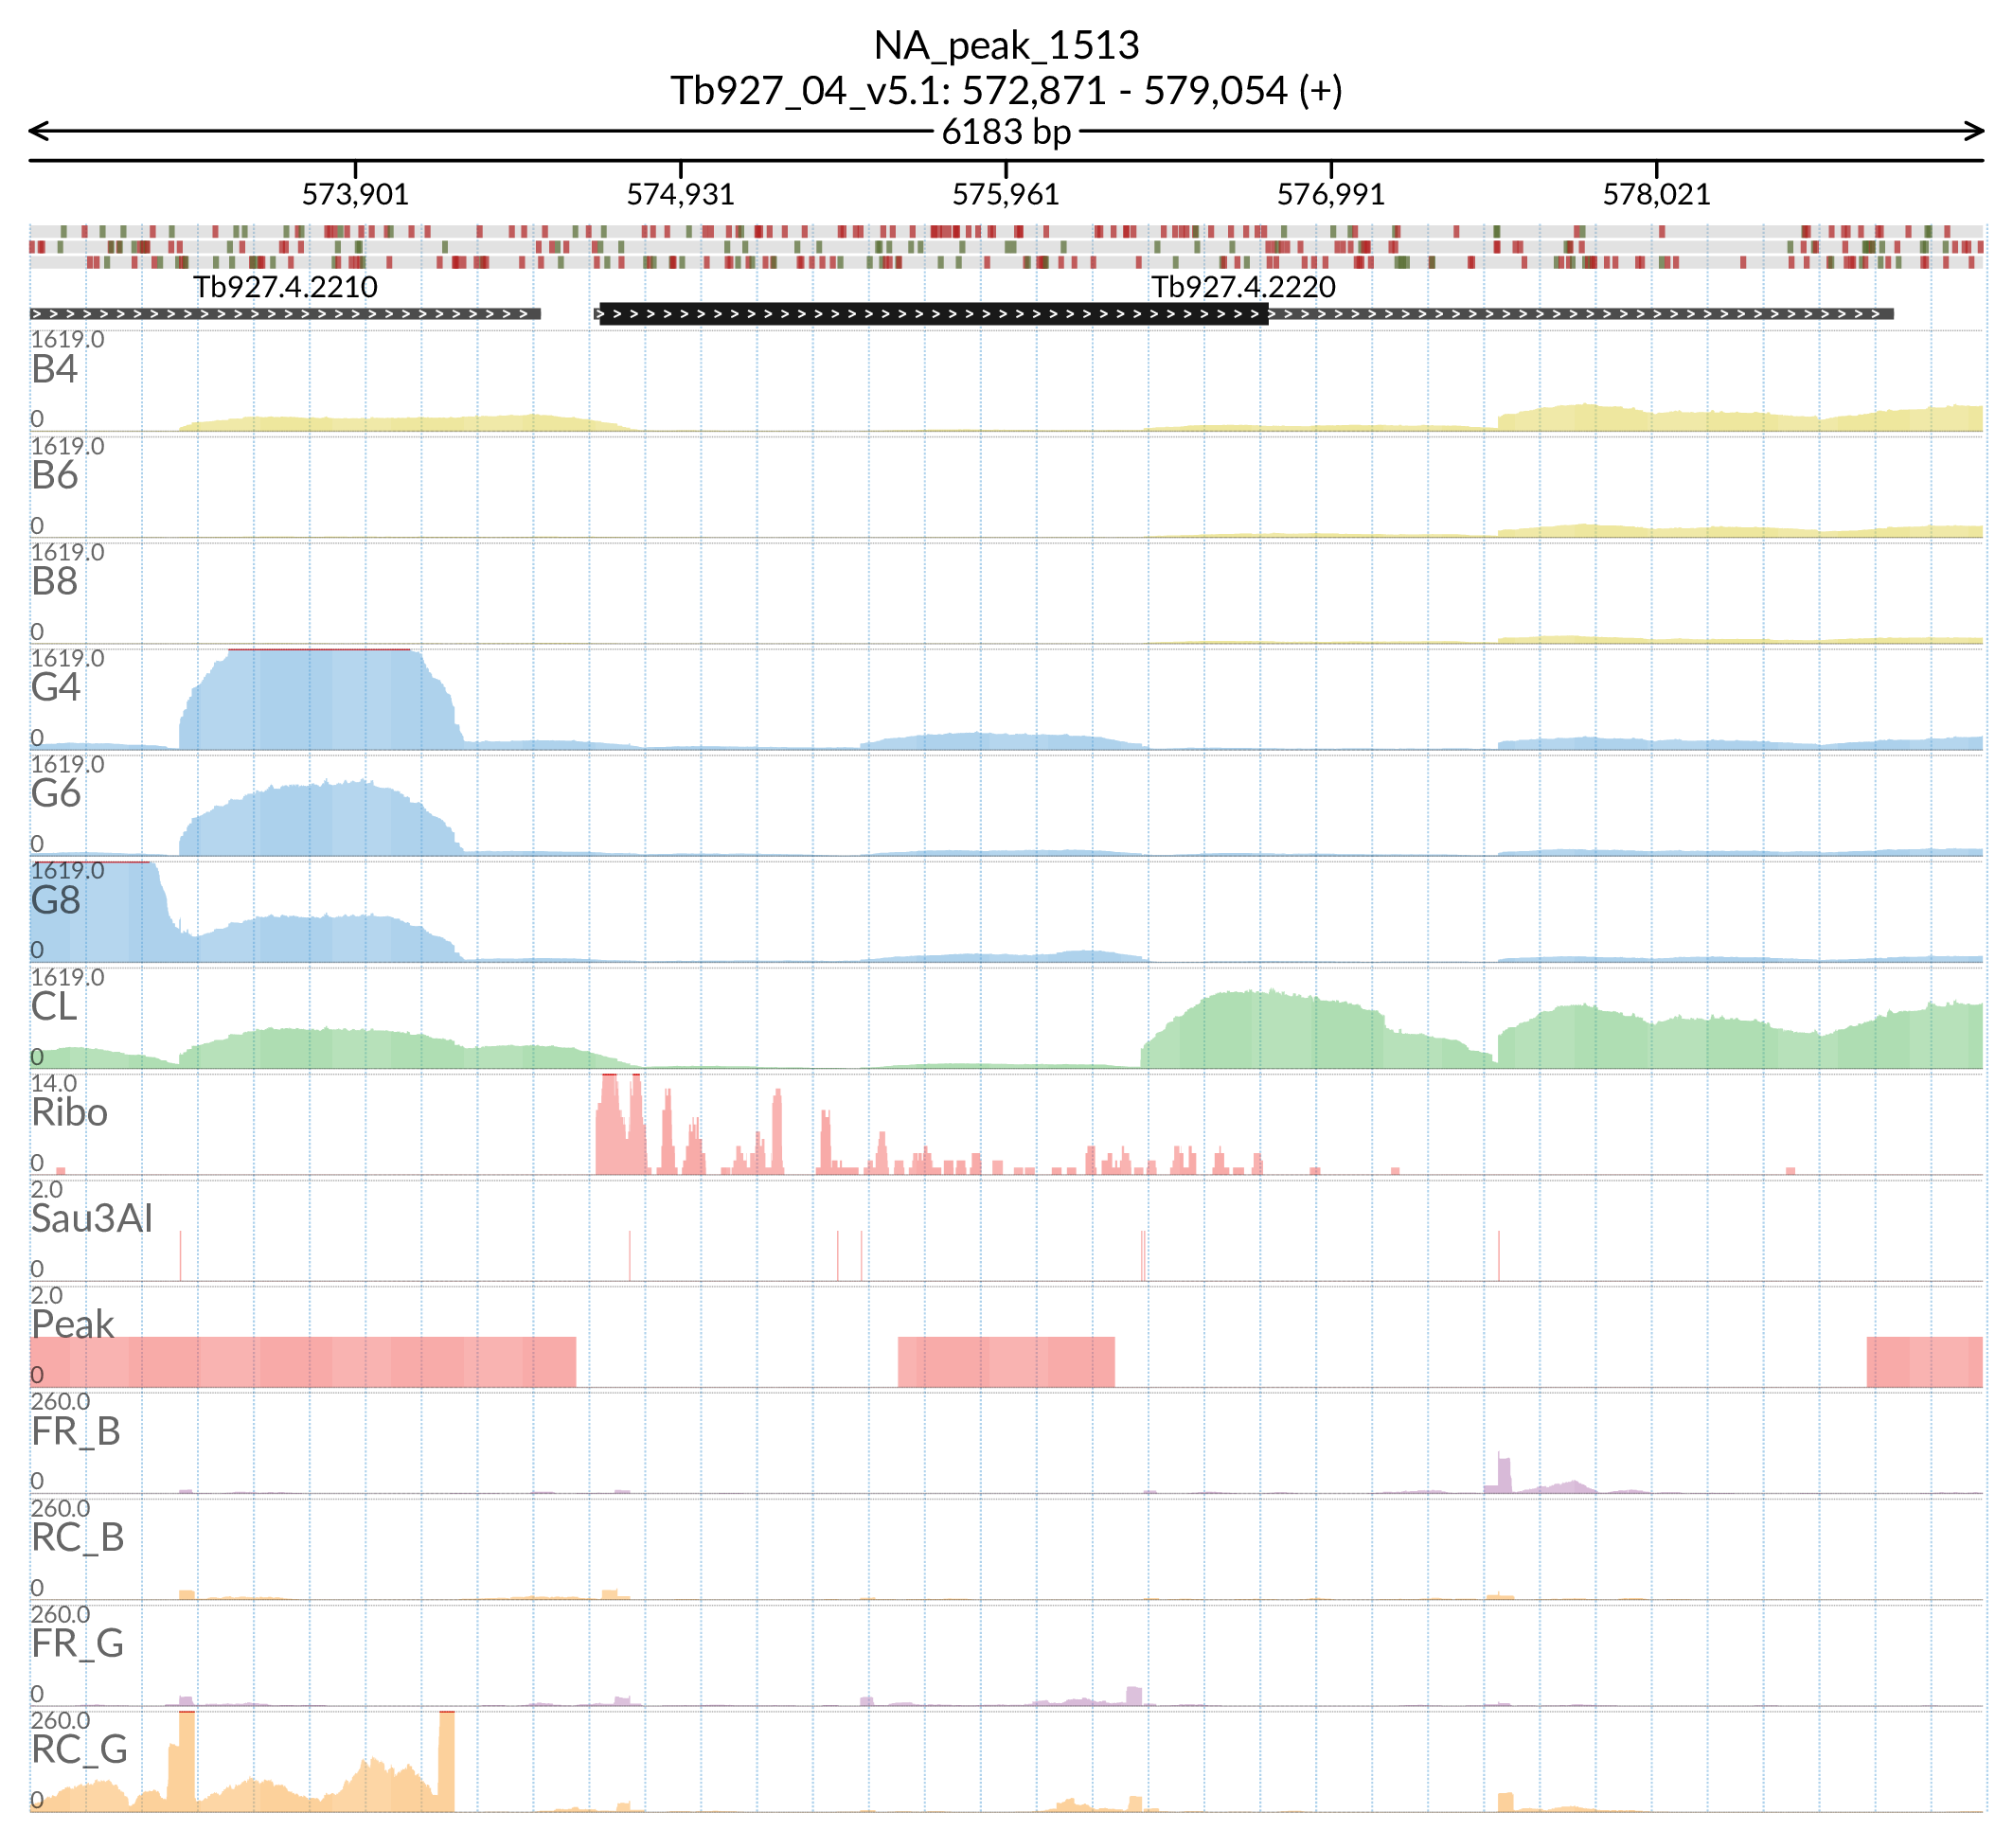 NA_peak_1513
Tb927_04_v5.1: 572,871 - 579,054 (+)
6183 bp
573,901 574,931 575,961 576,991 578,021
Tb927.4.2210 Tb927.4.2220
1619.0
B4
0
1619.0
B6
0
1619.0
B8
0
1619.0
G4
0
1619.0
G6
0
1619.0
G8
0
1619.0
CL
0
14.0
Ribo
0
2.0
Sau3AI
0
2.0
Peak
0
260.0
FR_B
0
260.0
RC_B
0
260.0
FR_G
0
260.0
RC_G
0